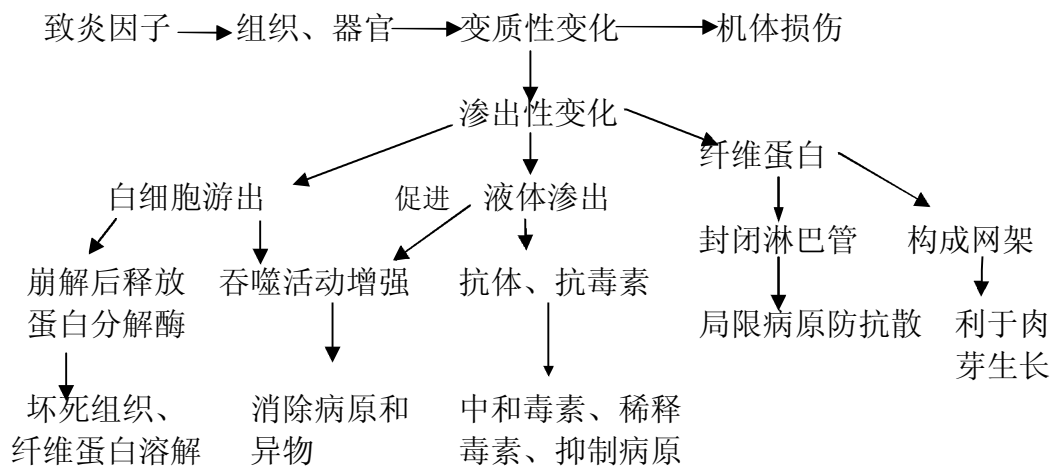 致炎因子 组织、器官 变质性变化 机体损伤
渗出性变化
纤维蛋白
白细胞游出 促进 液体渗出
封闭淋巴管 构成网架
崩解后释放 吞噬活动增强 抗体、抗毒素
蛋白分解酶
局限病原防抗散 利于肉
芽生长
坏死组织、 消除病原和 中和毒素、稀释
纤维蛋白溶解 异物 毒素、抑制病原